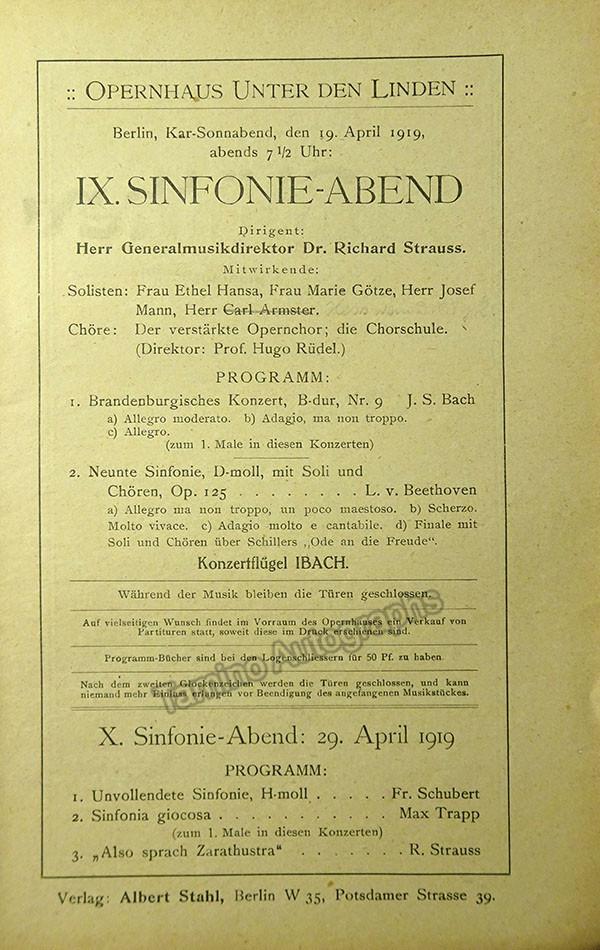 :: OPERNHAUS UNTER DEN LINDEN ::
Berlin, Kar-Sonnabend, den 19. April 1919,
abends 7 1/2 Uhr:
IX. SINFONIE-ABEND
Dirigent:
Herr Generalmusikdirektor Dr. Richard Strauss.
Mitwirkende:
Solisten: Frau Ethel Hansa, Frau Marie Götze, Herr Josef
Mann, Herr Carl Armster.
Chöre: Der verstärkte Opernchor; die Chorschule.
(Direktor: Prof. Hugo Rüdel.)
PROGRAMM:
1. Brandenburgisches Konzert, B-dur, Nr. 9 J. S. Bach
a) Allegro moderato. b) Adagio, ma non troppo.
c) Allegro.
(zum 1. Male in diesen Konzerten)
2. Neunte Sinfonie, D-moll, mit Soli und
Chören, Op. 125 . . . . . . . . L. v. Beethoven
a) Allegro ma non troppo, un poco maestoso. b) Scherzo.
Molto vivace. c) Adagio molto e cantabile. d) Finale mit
Soli und Chören über Schillers „Ode an die Freude“.
Konzertflügel IBACH.
Während der Musik bleiben die Türen geschlossen.
Auf vielseitigen Wunsch findet im Vorraum des Opernhauses ein Verkauf von
Partituren statt, soweit diese im Druck erschienen sind.
Programm-Bücher sind bei den Logenschliessern für 50 Pf. zu haben.
Nach dem zweiten Glockenzeichen werden die Türen geschlossen, und kann
niemand mehr Einlass erlangen vor Beendigung des angefangenen Musikstückes.
Tamino Autographs
X. Sinfonie-Abend: 29. April 1919
PROGRAMM:
1. Unvollendete Sinfonie, H-moll . . . . . Fr. Schubert
2. Sinfonia giocosa . . . . . . . . . . . Max Trapp
(zum 1. Male in diesen Konzerten)
3. „Also sprach Zarathustra“ . . . . . . . R. Strauss
Verlag: Albert Stahl, Berlin W 35, Potsdamer Strasse 39.